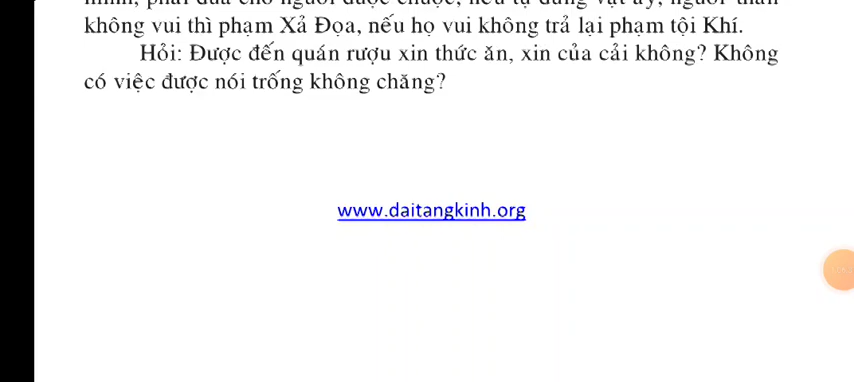 không vui thì phạm Xả Đọa, nếu họ vui không trả lại phạm tội Khí.
Hỏi: Được đến quán rượu xin thức ăn, xin của cải không? Không
có việc được nói trống không chăng?
www.daitangkinh.org